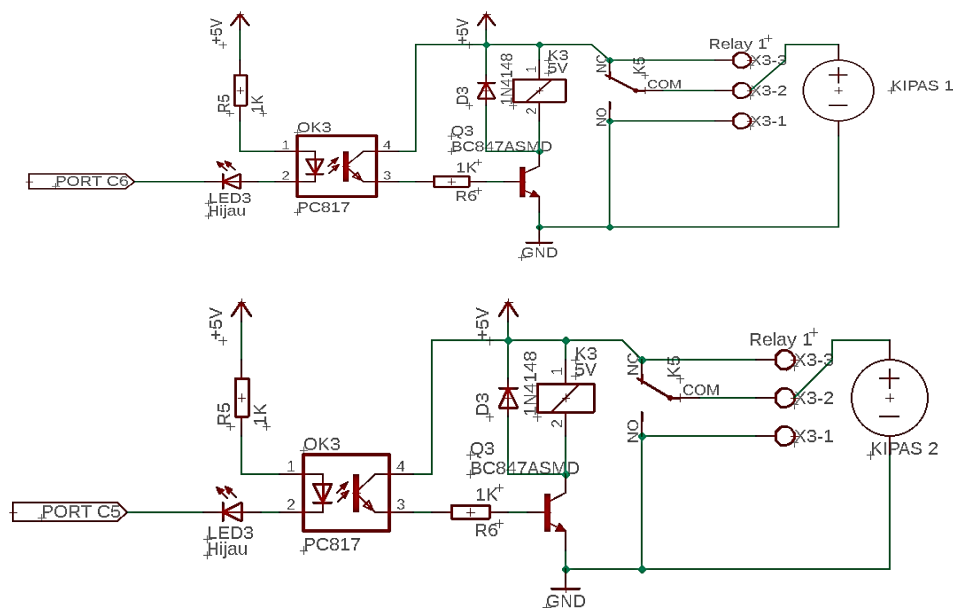 +5V
R5
1K
OK3
1
2
4
3
PC817
PORT C6
LED3
Hijau
1K
R6
+5V
D3
1N4148
K3
5V
1
2
Q3
BC847ASMD
GND
NC
K5
COM
NO
Relay 1
X3-3
X3-2
X3-1
KIPAS 1
+5V
R5
1K
OK3
1
2
4
3
PC817
PORT C5
LED3
Hijau
1K
R6
+5V
D3
1N4148
K3
5V
1
2
Q3
BC847ASMD
GND
NC
K5
COM
NO
Relay 1
X3-3
X3-2
X3-1
KIPAS 2